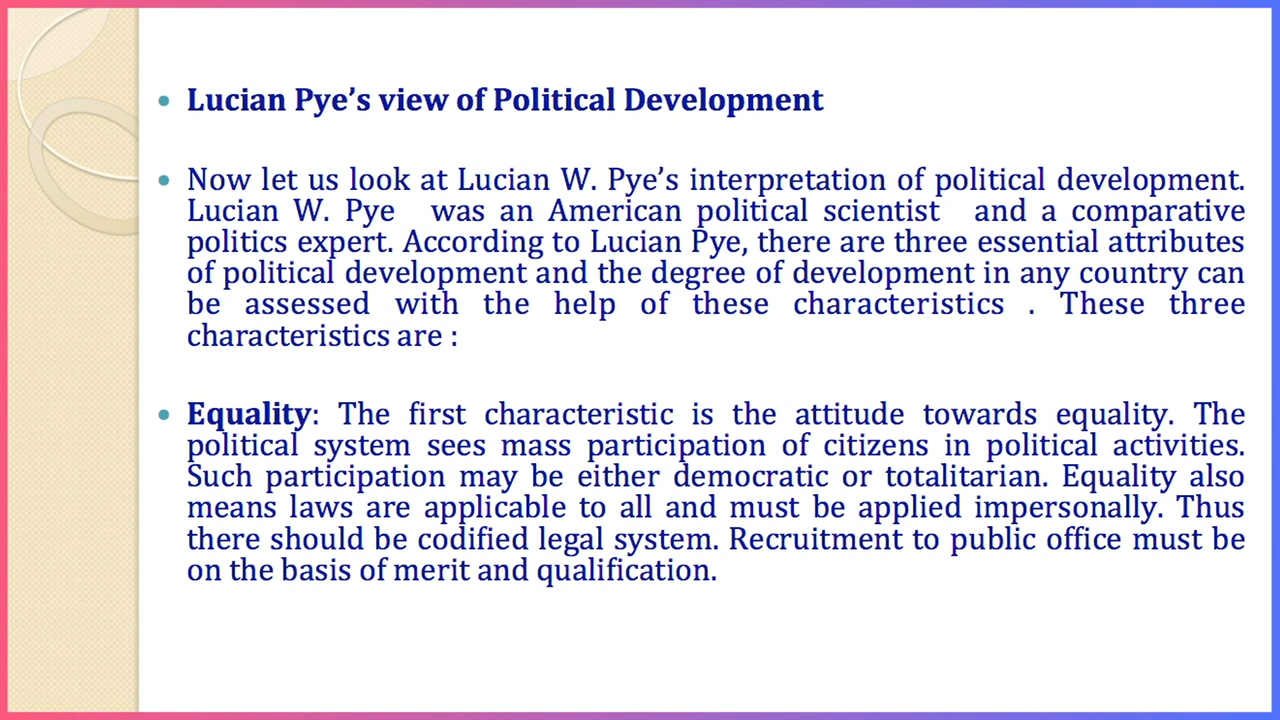 • Lucian Pye’s view of Political Development
• Now let us look at Lucian W. Pye’s interpretation of political development.
Lucian W. Pye was an American political scientist and a comparative
politics expert. According to Lucian Pye, there are three essential attributes
of political development and the degree of development in any country can
be assessed with the help of these characteristics . These three
characteristics are :
• Equality: The first characteristic is the attitude towards equality. The
political system sees mass participation of citizens in political activities.
Such participation may be either democratic or totalitarian. Equality also
means laws are applicable to all and must be applied impersonally. Thus
there should be codified legal system. Recruitment to public office must be
on the basis of merit and qualification.